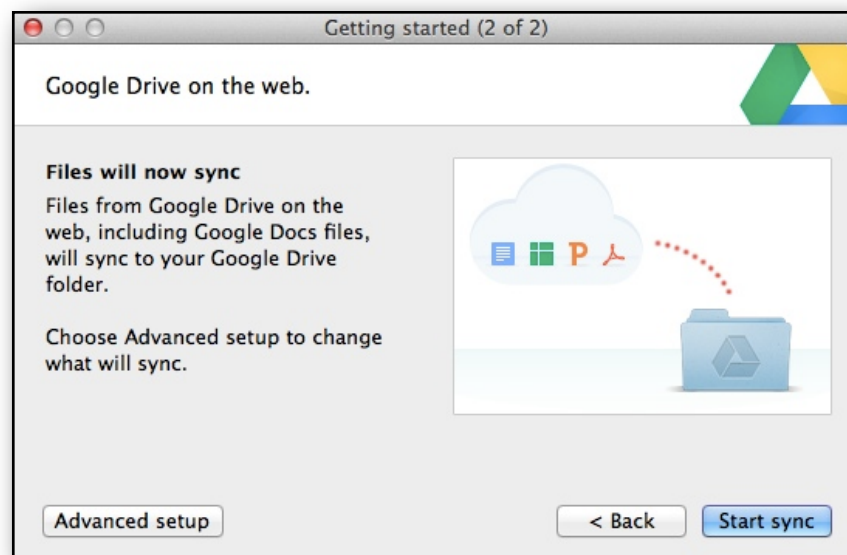 Getting started (2 of 2)
Google Drive on the web.
Files will now sync
Files from Google Drive on the
web, including Google Docs files,
will sync to your Google Drive
folder.
Choose Advanced setup to change
what will sync.
P
Advanced setup
< Back
Start sync